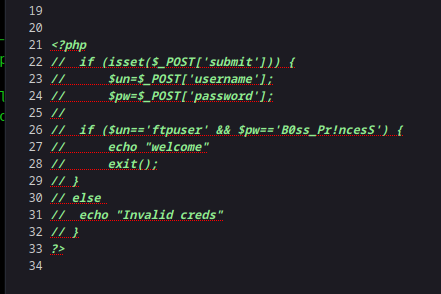 19
20
21 <?php
22 //  if (isset($_POST['submit'])) {
23 //      $un=$_POST['username'];
24 //      $pw=$_POST['password'];
25 //
26 //  if ($un=='ftpuser' && $pw=='B0ss_Pr!ncesS') {
27 //      echo "welcome"
28 //      exit();
29 // }
30 // else
31 //  echo "Invalid creds"
32 // }
33 ?>
34